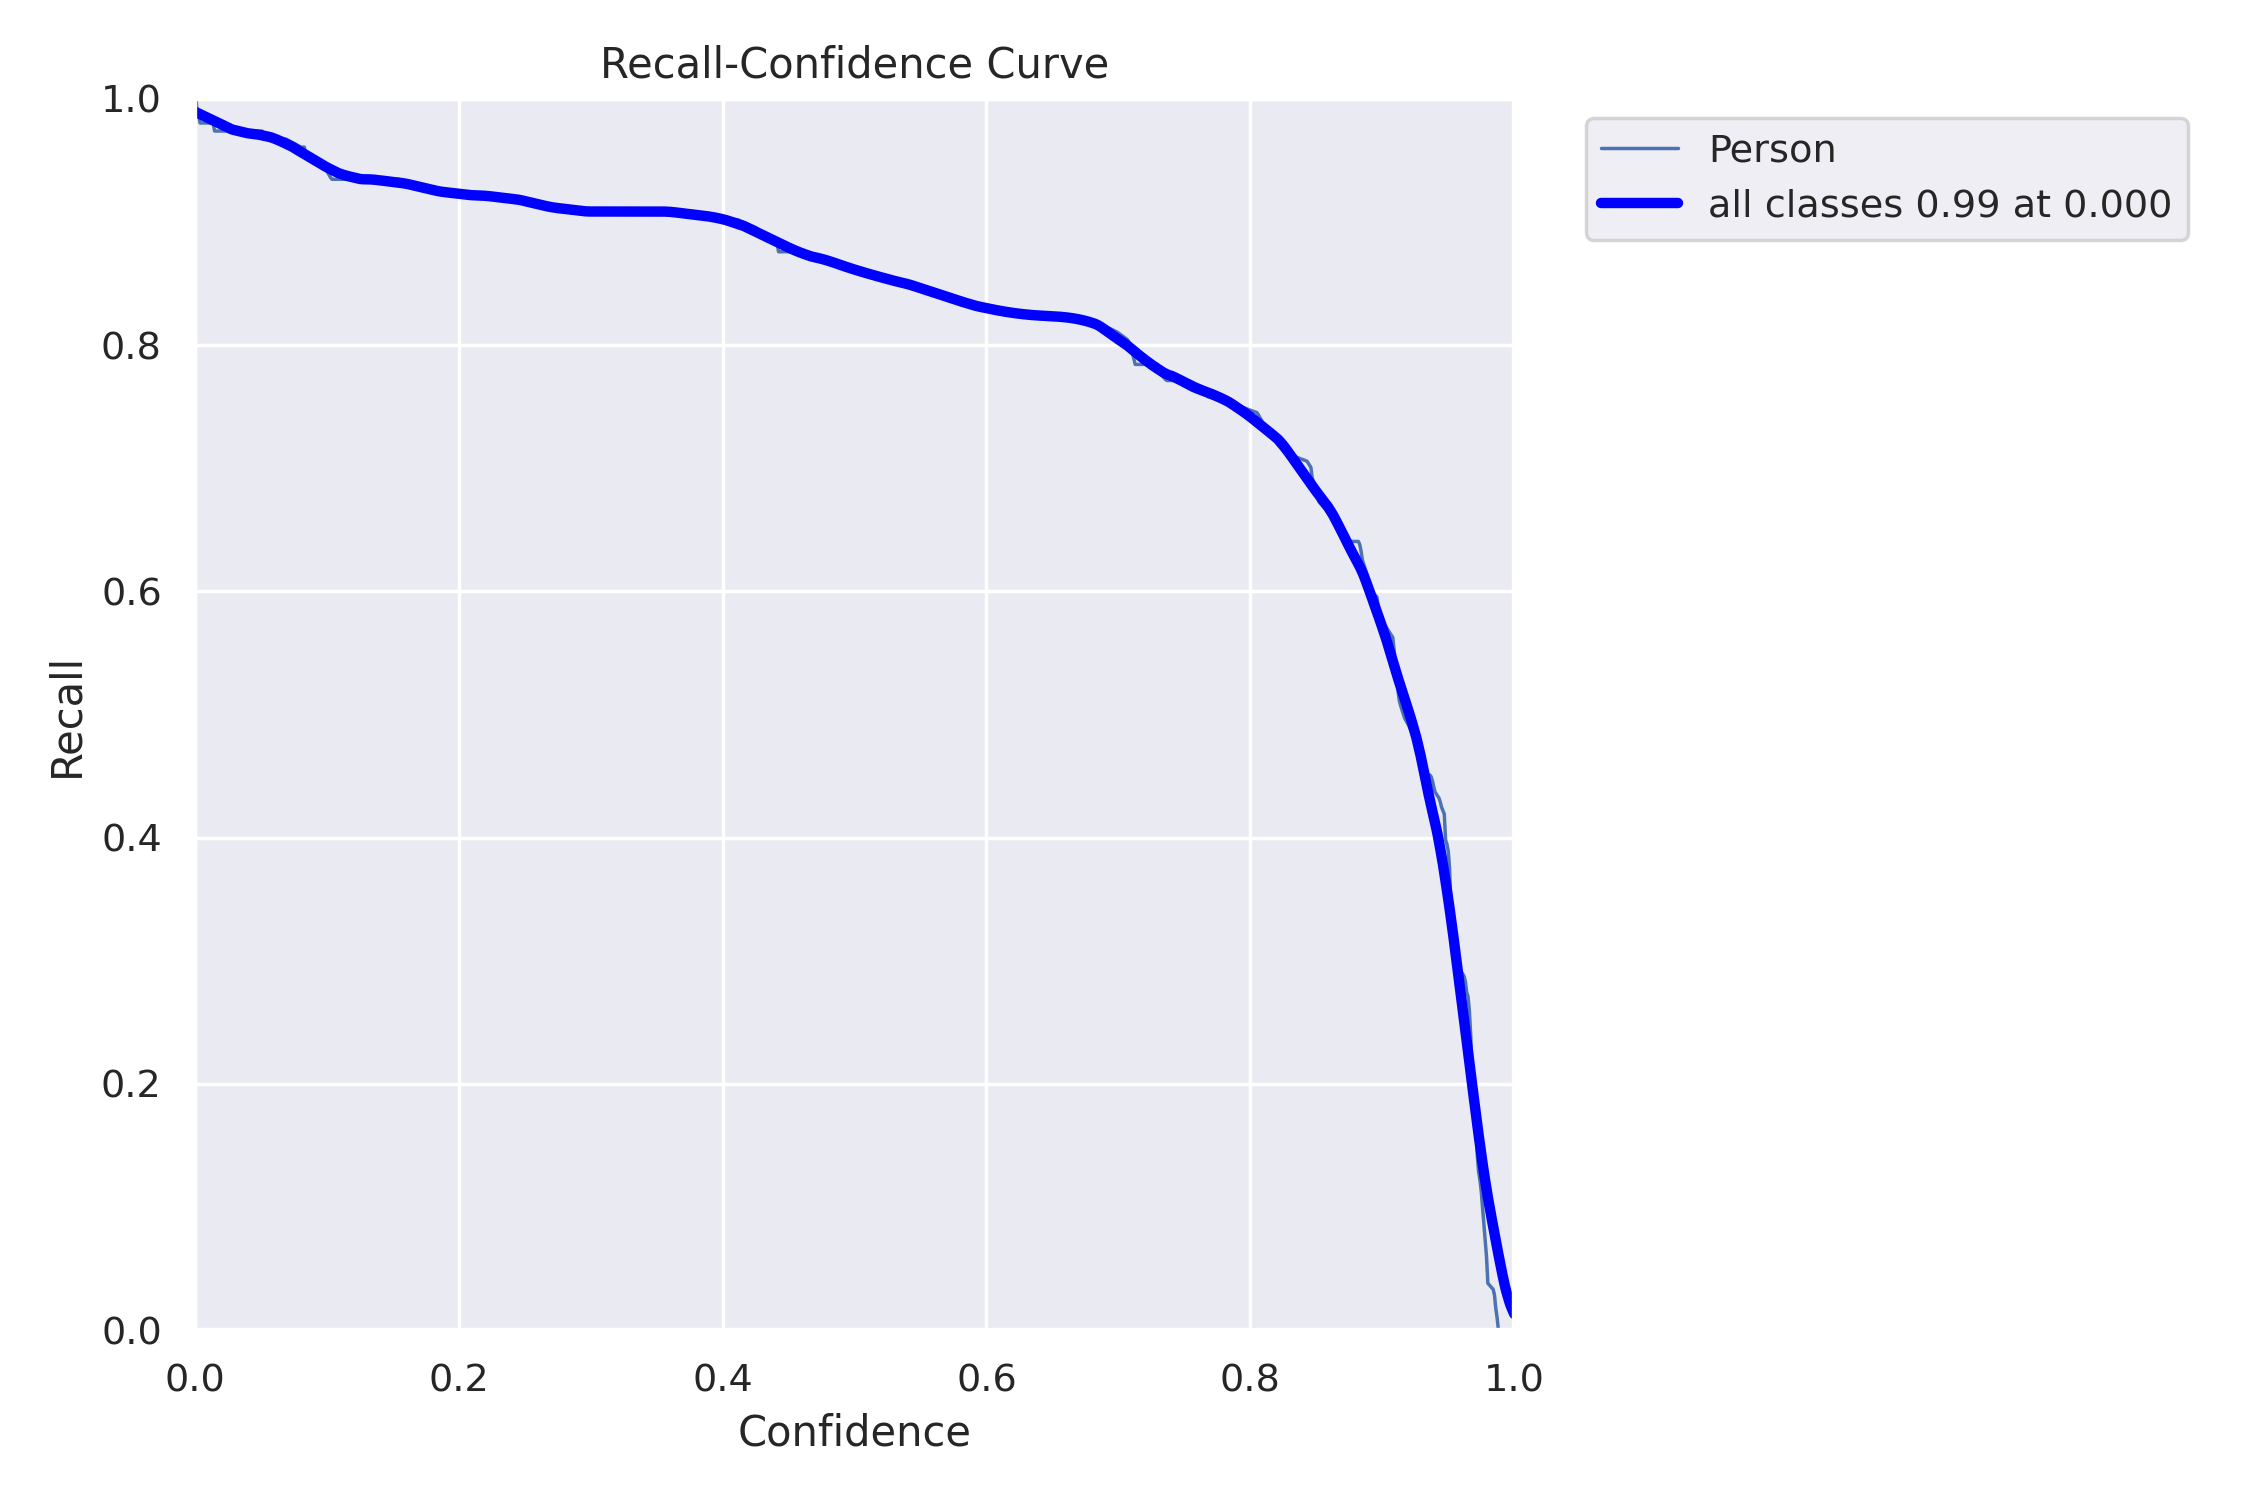 Recall-Confidence Curve
1.0
0.8
0.6
0.4
0.2
0.0
Recall
0.0 0.2 0.4 0.6 0.8 1.0
Confidence
Person
all classes 0.99 at 0.000